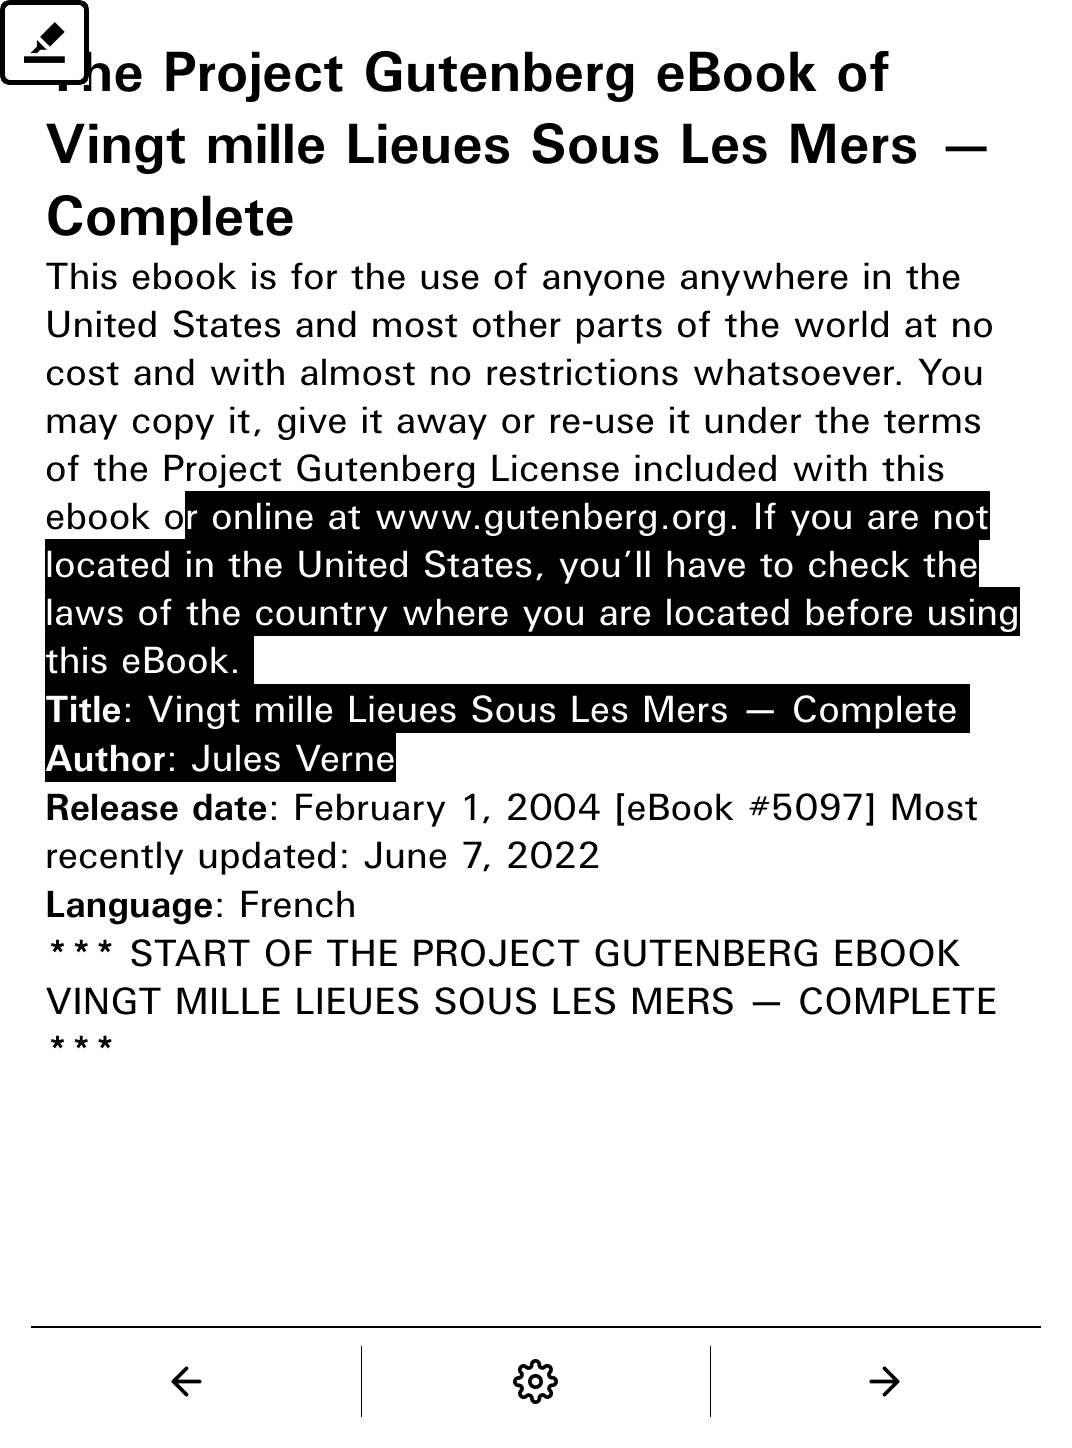 The Project Gutenberg eBook of
Vingt mille Lieues Sous Les Mers —
Complete
This ebook is for the use of anyone anywhere in the
United States and most other parts of the world at no
cost and with almost no restrictions whatsoever. You
may copy it, give it away or re-use it under the terms
of the Project Gutenberg License included with this
ebook or online at www.gutenberg.org. If you are not
located in the United States, you’ll have to check the
laws of the country where you are located before using
this eBook.
Title: Vingt mille Lieues Sous Les Mers — Complete
Author: Jules Verne
Release date: February 1, 2004 [eBook #5097] Most
recently updated: June 7, 2022
Language: French
*** START OF THE PROJECT GUTENBERG EBOOK
VINGT MILLE LIEUES SOUS LES MERS — COMPLETE
***